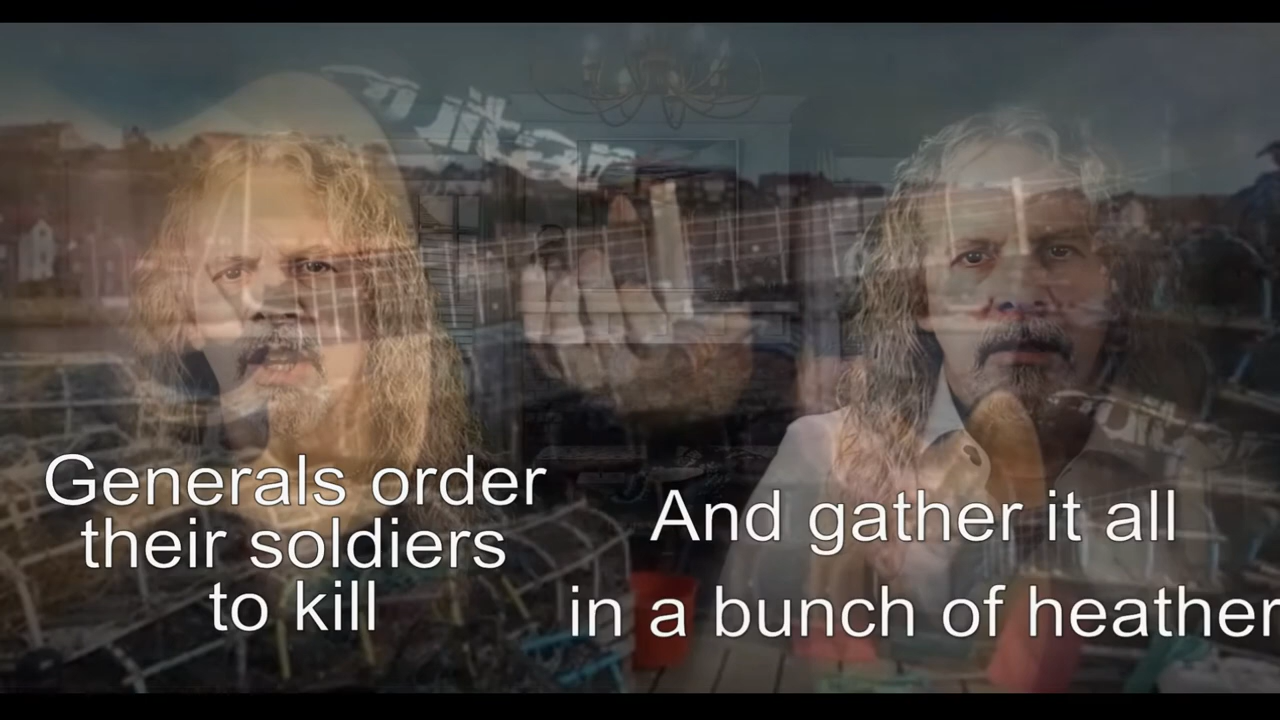 Generals order
their soldiers
to kill
And gather it all
in a bunch of heather